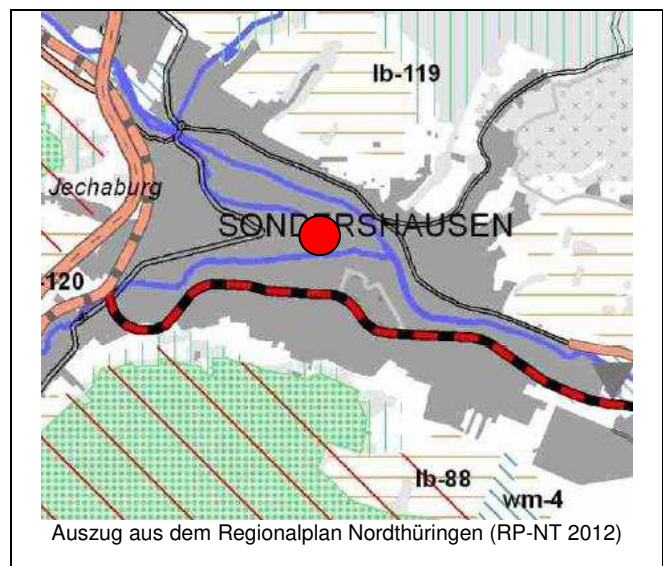 lb-119
Jechaburg
SONDERSHAUSEN
-120
lb-88
wm-4
Auszug aus dem Regionalplan Nordthüringen (RP-NT 2012)